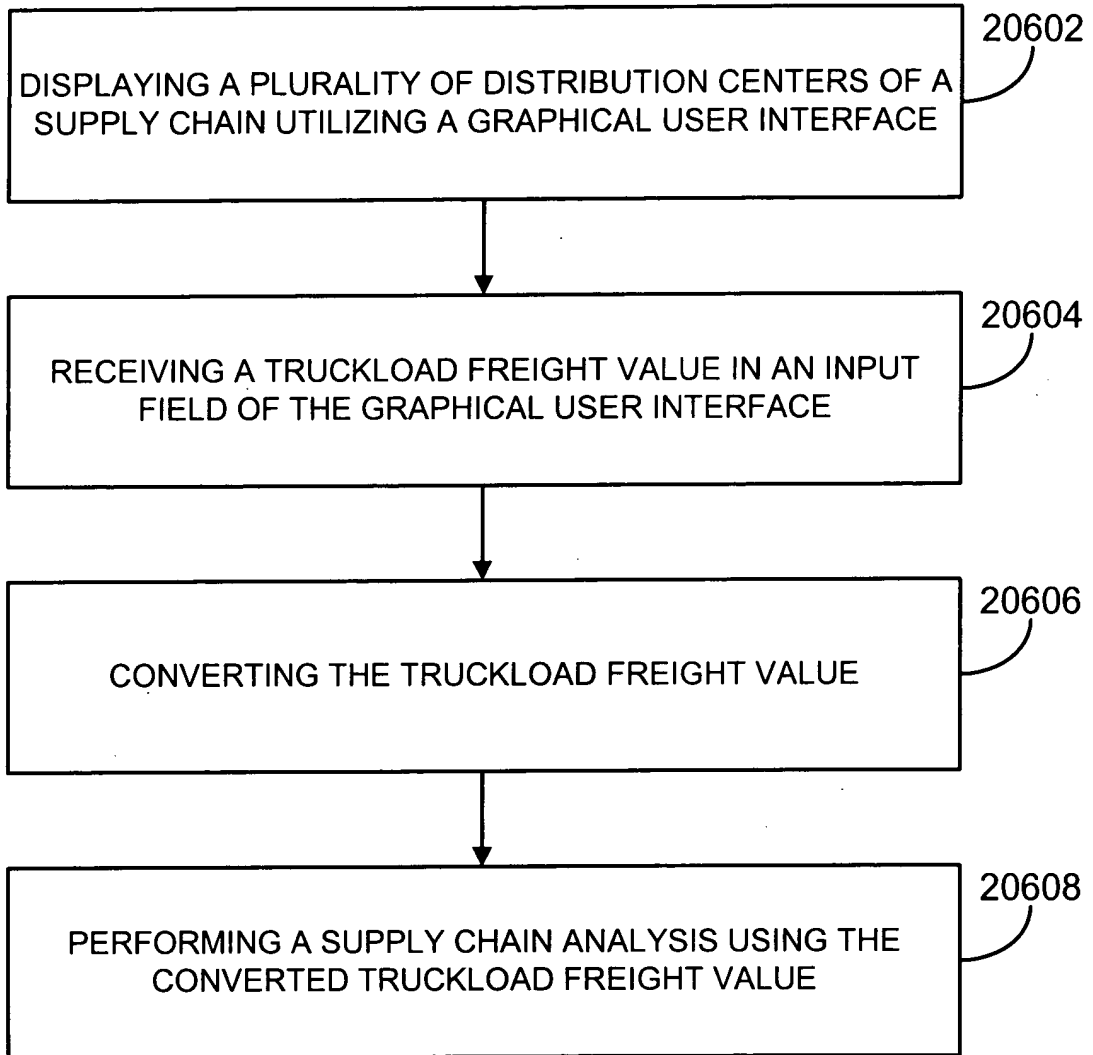 20602
DISPLAYING A PLURALITY OF DISTRIBUTION CENTERS OF A
SUPPLY CHAIN UTILIZING A GRAPHICAL USER INTERFACE
20604
RECEIVING A TRUCKLOAD FREIGHT VALUE IN AN INPUT
FIELD OF THE GRAPHICAL USER INTERFACE
20606
CONVERTING THE TRUCKLOAD FREIGHT VALUE
20608
PERFORMING A SUPPLY CHAIN ANALYSIS USING THE
CONVERTED TRUCKLOAD FREIGHT VALUE